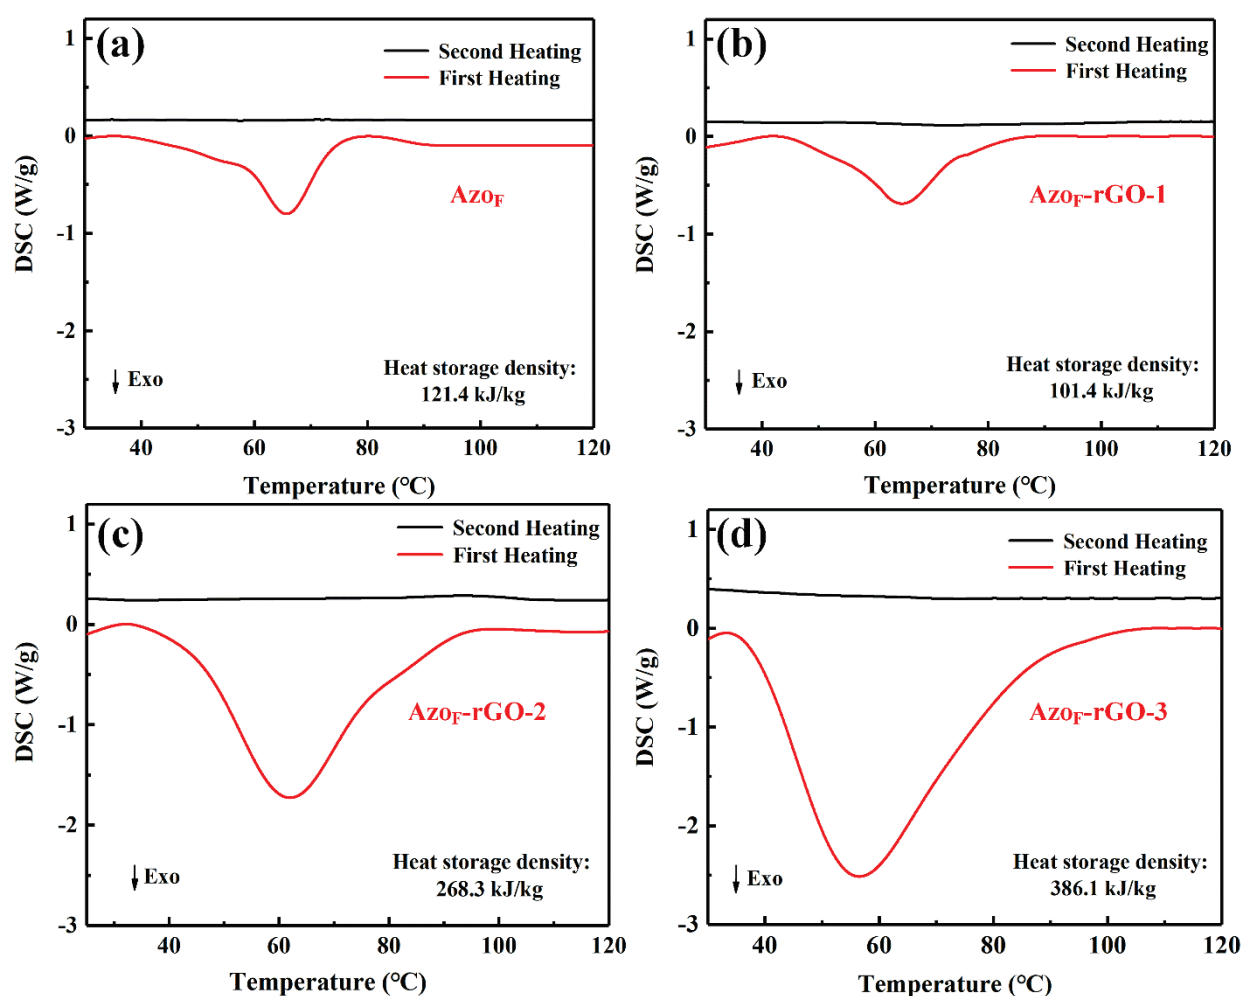 (a)
Second Heating
First Heating
1
0
-1
-2
-3
DSC (W/g)
Azo_F
Heat storage density:
121.4 kJ/kg
↓ Exo
40 60 80 100 120
Temperature (°C)
(b)
Second Heating
First Heating
1
0
-1
-2
-3
DSC (W/g)
Azo_F-rGO-1
Heat storage density:
101.4 kJ/kg
↓ Exo
40 60 80 100 120
Temperature (°C)
(c)
Second Heating
First Heating
1
0
-1
-2
-3
DSC (W/g)
Azo_F-rGO-2
Heat storage density:
268.3 kJ/kg
↓ Exo
40 60 80 100 120
Temperature (°C)
(d)
Second Heating
First Heating
1
0
-1
-2
-3
DSC (W/g)
Azo_F-rGO-3
Heat storage density:
386.1 kJ/kg
↓ Exo
40 60 80 100 120
Temperature (°C)